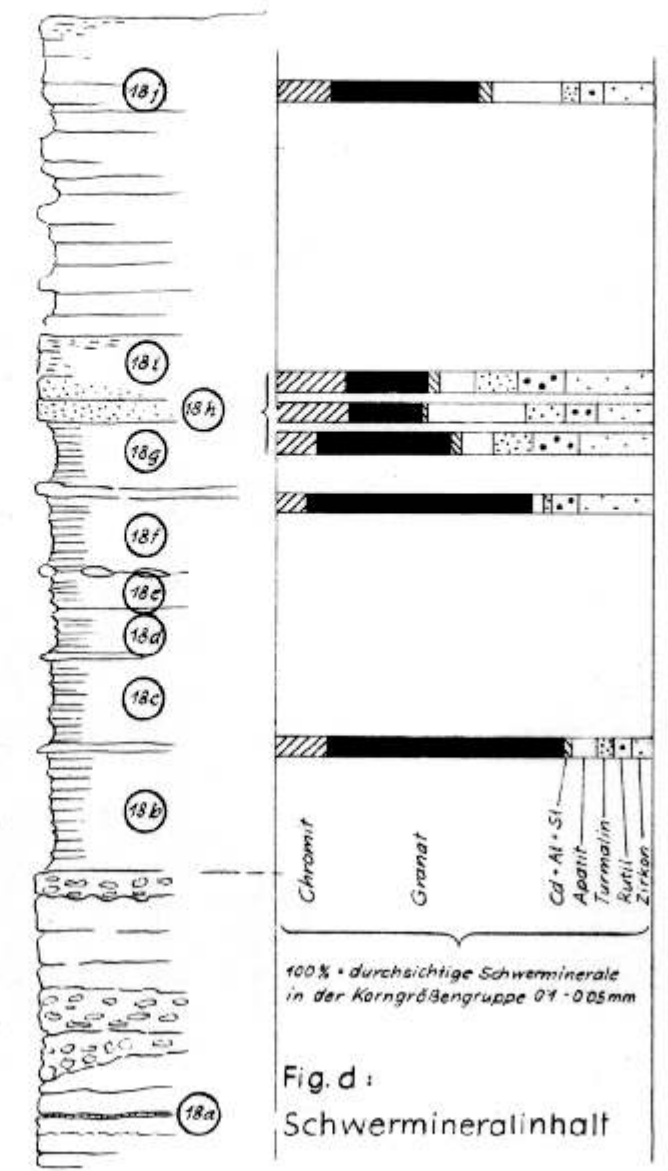 18j
18i
18h
18g
18f
18e
18d
18c
18b
18a
Chromit
Granat
Cd + Al + St
Apatit
Turmalin
Rutil
Zirkon
100% = durchsichtige Schwerminerale
in der Korngrößengruppe 0'1 - 0'05 mm
Fig. d :
Schwermineralinhalt